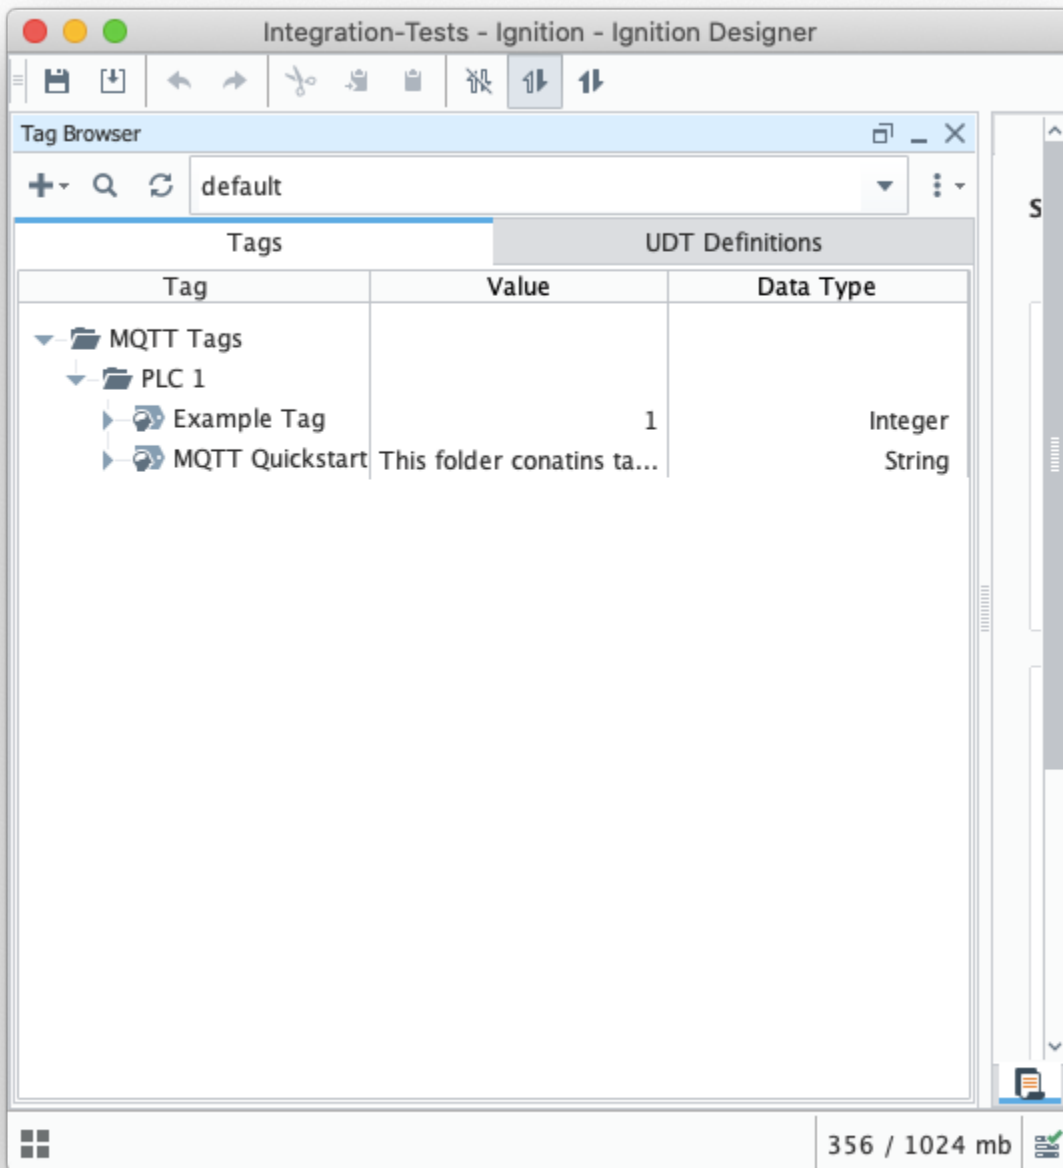 Integration-Tests - Ignition - Ignition Designer
Tag Browser
default
Tags UDT Definitions
Tag Value Data Type
MQTT Tags
PLC 1
Example Tag 1 Integer
MQTT Quickstart This folder conatins ta... String
S
356 / 1024 mb